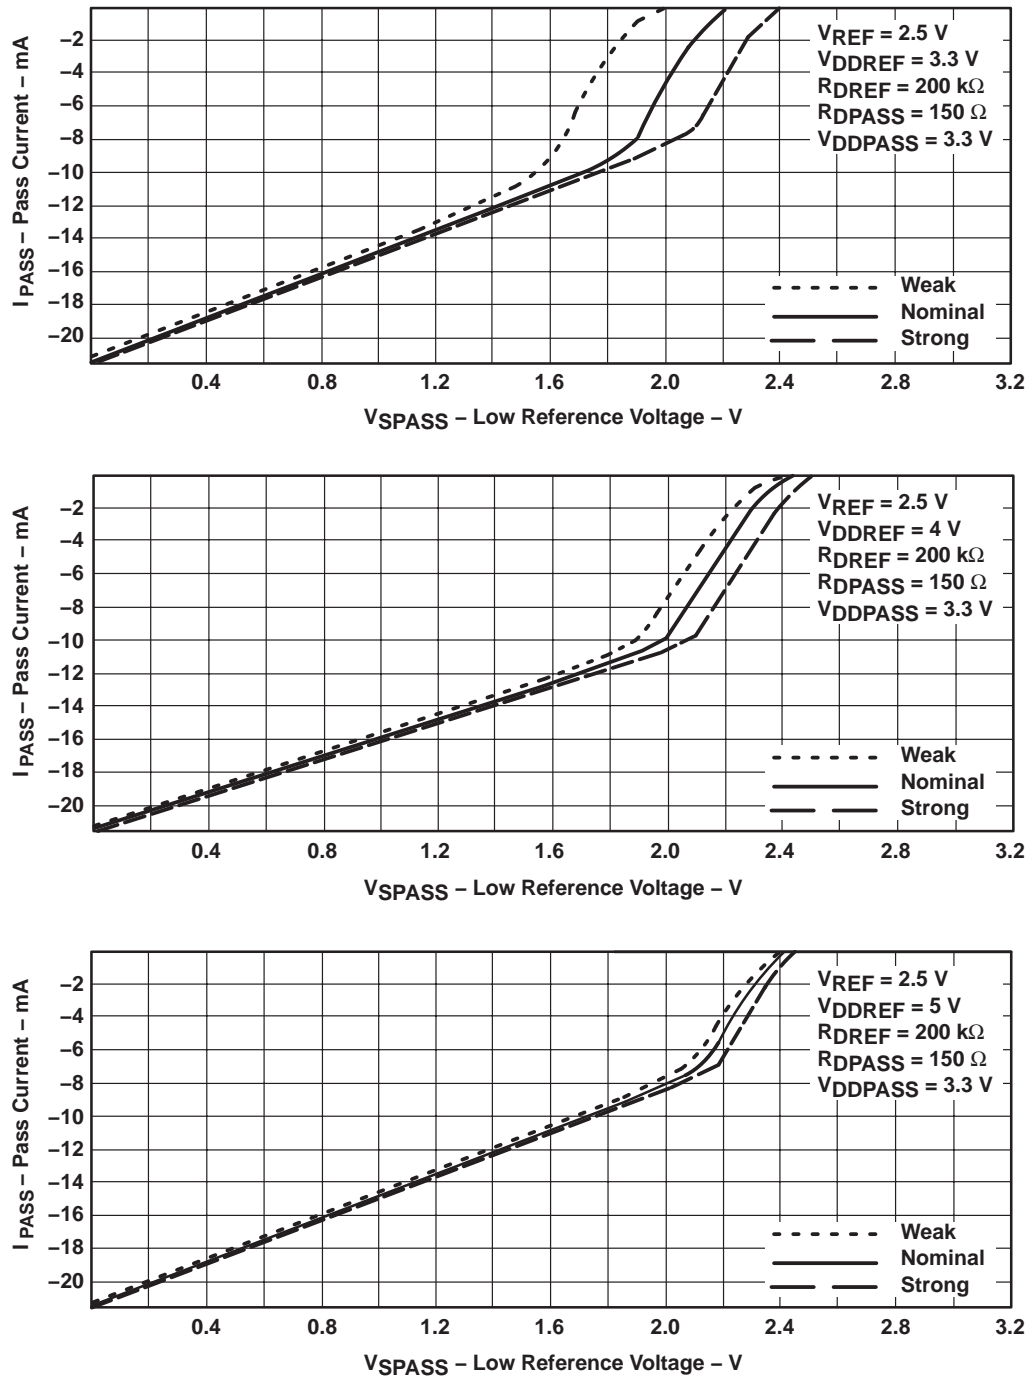 I PASS – Pass Current – mA
–2
–4
–6
–8
–10
–12
–14
–16
–18
–20
VREF = 2.5 V
VDDREF = 3.3 V
RDREF = 200 kΩ
RDPASS = 150 Ω
VDDPASS = 3.3 V
Weak
Nominal
Strong
0.4 0.8 1.2 1.6 2.0 2.4 2.8 3.2
VSPASS – Low Reference Voltage – V
I PASS – Pass Current – mA
–2
–4
–6
–8
–10
–12
–14
–16
–18
–20
VREF = 2.5 V
VDDREF = 4 V
RDREF = 200 kΩ
RDPASS = 150 Ω
VDDPASS = 3.3 V
Weak
Nominal
Strong
0.4 0.8 1.2 1.6 2.0 2.4 2.8 3.2
VSPASS – Low Reference Voltage – V
I PASS – Pass Current – mA
–2
–4
–6
–8
–10
–12
–14
–16
–18
–20
VREF = 2.5 V
VDDREF = 5 V
RDREF = 200 kΩ
RDPASS = 150 Ω
VDDPASS = 3.3 V
Weak
Nominal
Strong
0.4 0.8 1.2 1.6 2.0 2.4 2.8 3.2
VSPASS – Low Reference Voltage – V